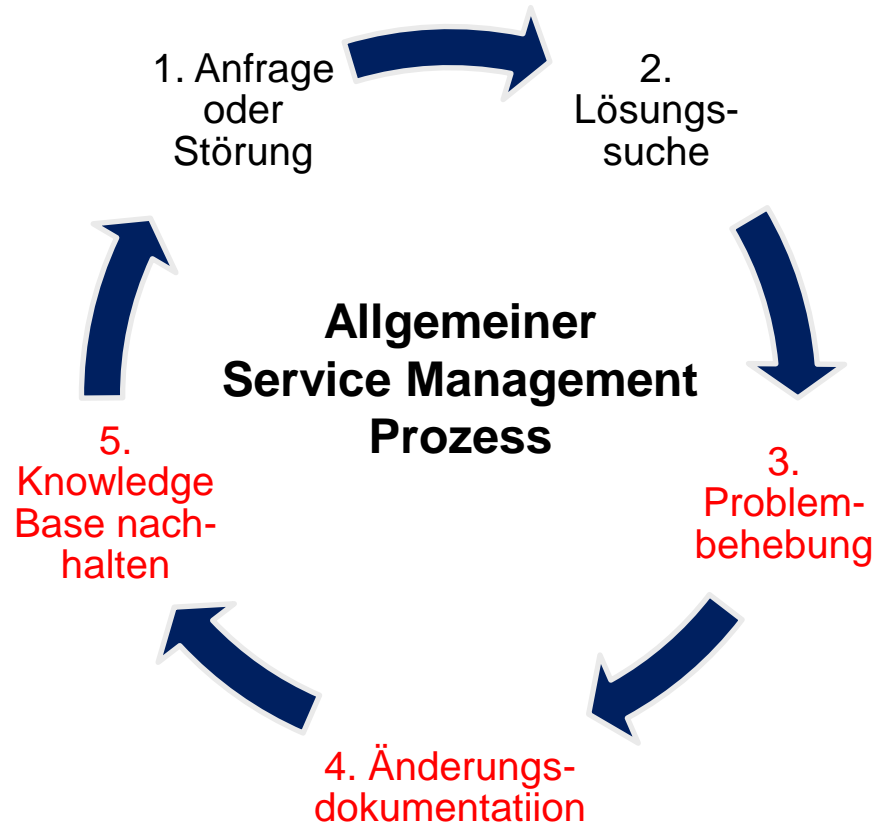 1. Anfrage
oder
Störung
2.
Lösungs-
suche
Allgemeiner
Service Management
Prozess
3.
Problem-
behebung
4. Änderungs-
dokumentatiion
5.
Knowledge
Base nach-
halten